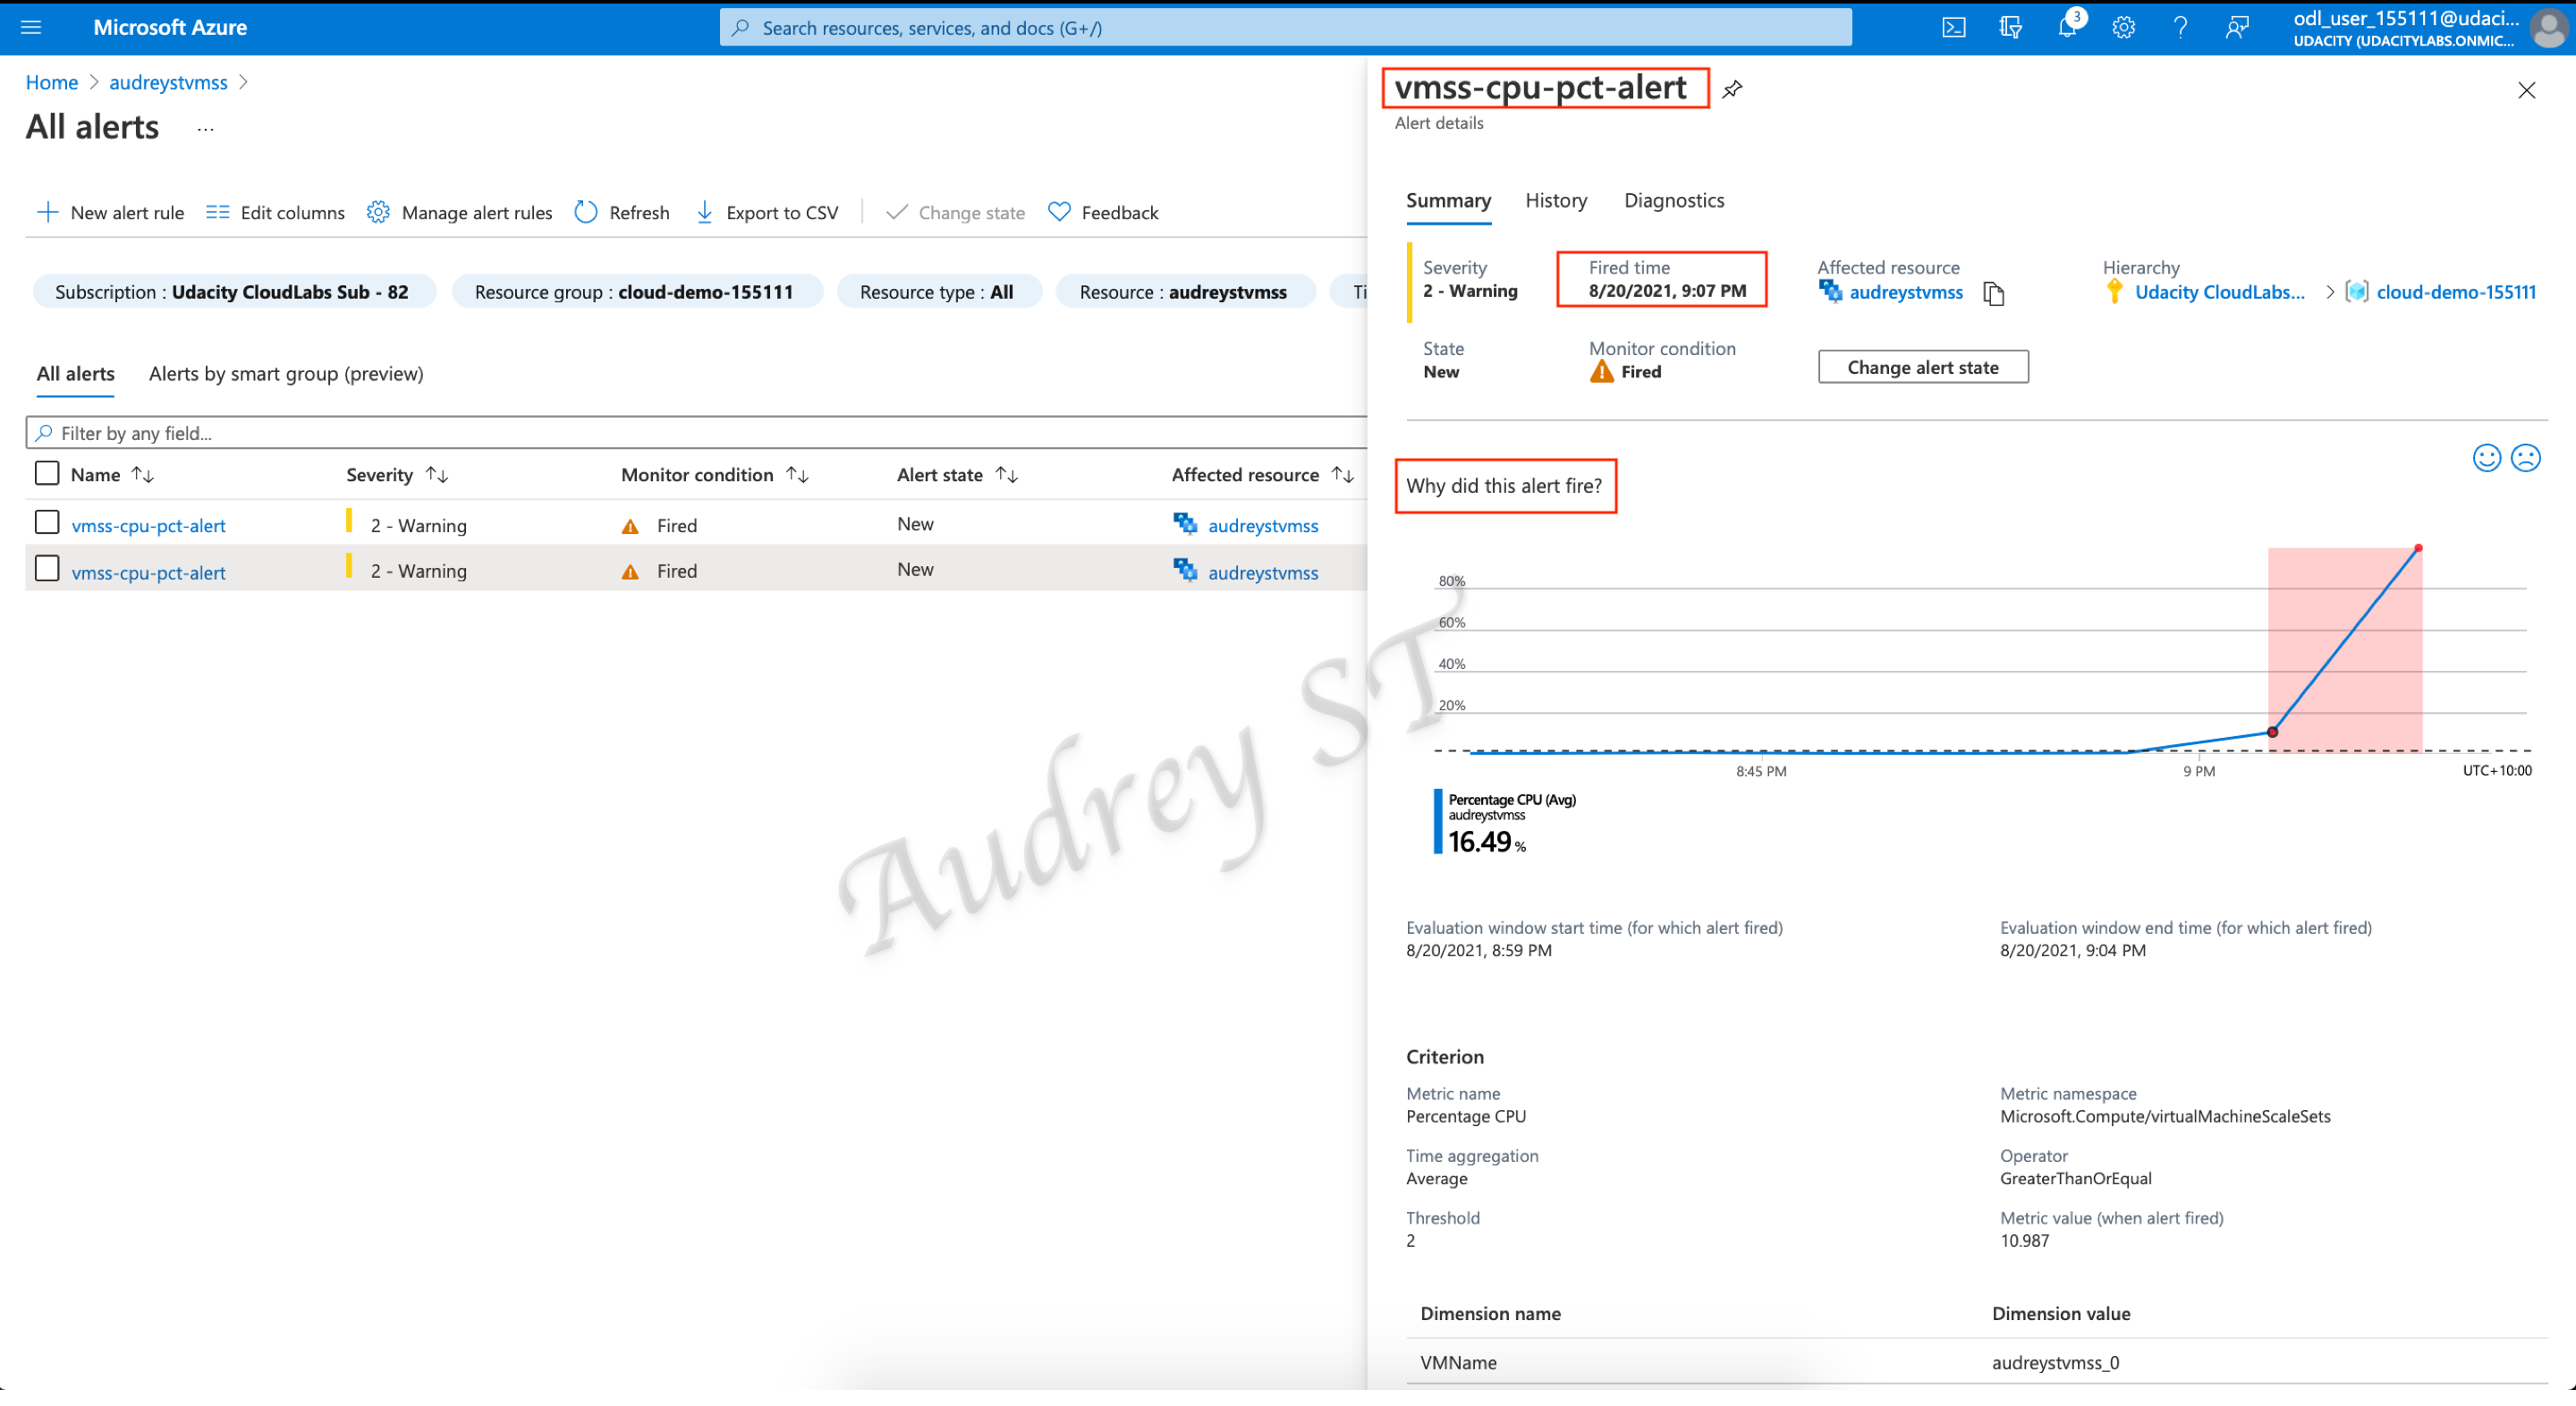 Microsoft Azure
Search resources, services, and docs (G+/)
3
odl_user_155111@udaci...
UDACITY (UDACITYLABS.ONMIC...
Home > audreystvmss >
All alerts ...
New alert rule Edit columns Manage alert rules Refresh Export to CSV Change state Feedback
Subscription : Udacity CloudLabs Sub - 82 Resource group : cloud-demo-155111 Resource type : All Resource : audreystvmss Ti
All alerts Alerts by smart group (preview)
Filter by any field...
Name Severity Monitor condition Alert state Affected resource
vmss-cpu-pct-alert 2 - Warning Fired New audreystvmss
vmss-cpu-pct-alert 2 - Warning Fired New audreystvmss
Audrey ST
vmss-cpu-pct-alert
Alert details
Summary History Diagnostics
Severity Fired time Affected resource Hierarchy
2 - Warning 8/20/2021, 9:07 PM audreystvmss Udacity CloudLabs... > cloud-demo-155111
State Monitor condition
New Fired Change alert state
Why did this alert fire?
80%
60%
40%
20%
8:45 PM 9 PM UTC+10:00
Percentage CPU (Avg)
audreystvmss
16.49 %
Evaluation window start time (for which alert fired) Evaluation window end time (for which alert fired)
8/20/2021, 8:59 PM 8/20/2021, 9:04 PM
Criterion
Metric name Metric namespace
Percentage CPU Microsoft.Compute/virtualMachineScaleSets
Time aggregation Operator
Average GreaterThanOrEqual
Threshold Metric value (when alert fired)
2 10.987
Dimension name Dimension value
VMName audreystvmss_0